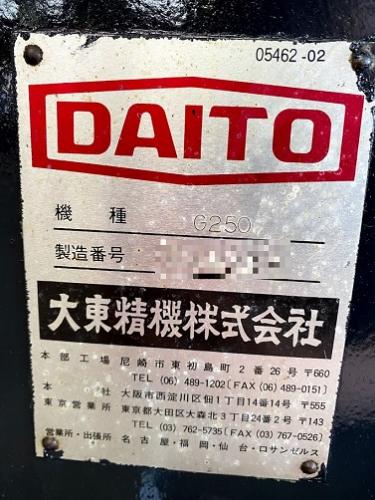 05462-02
DAITO
機種 G250
製造番号
大東精機株式会社
本部工場 尼崎市東初島町2番26号 〒660
TEL (06) 489-1202 [FAX (06) 489-0151]
本社 大阪市西淀川区佃1丁目14番14号 〒555
東京営業所 東京都大田区大森北3丁目24番2号 〒143
TEL (03) 762-5735 [FAX (03) 767-0526]
営業所・出張所 名古屋・福岡・仙台・ロサンゼルス